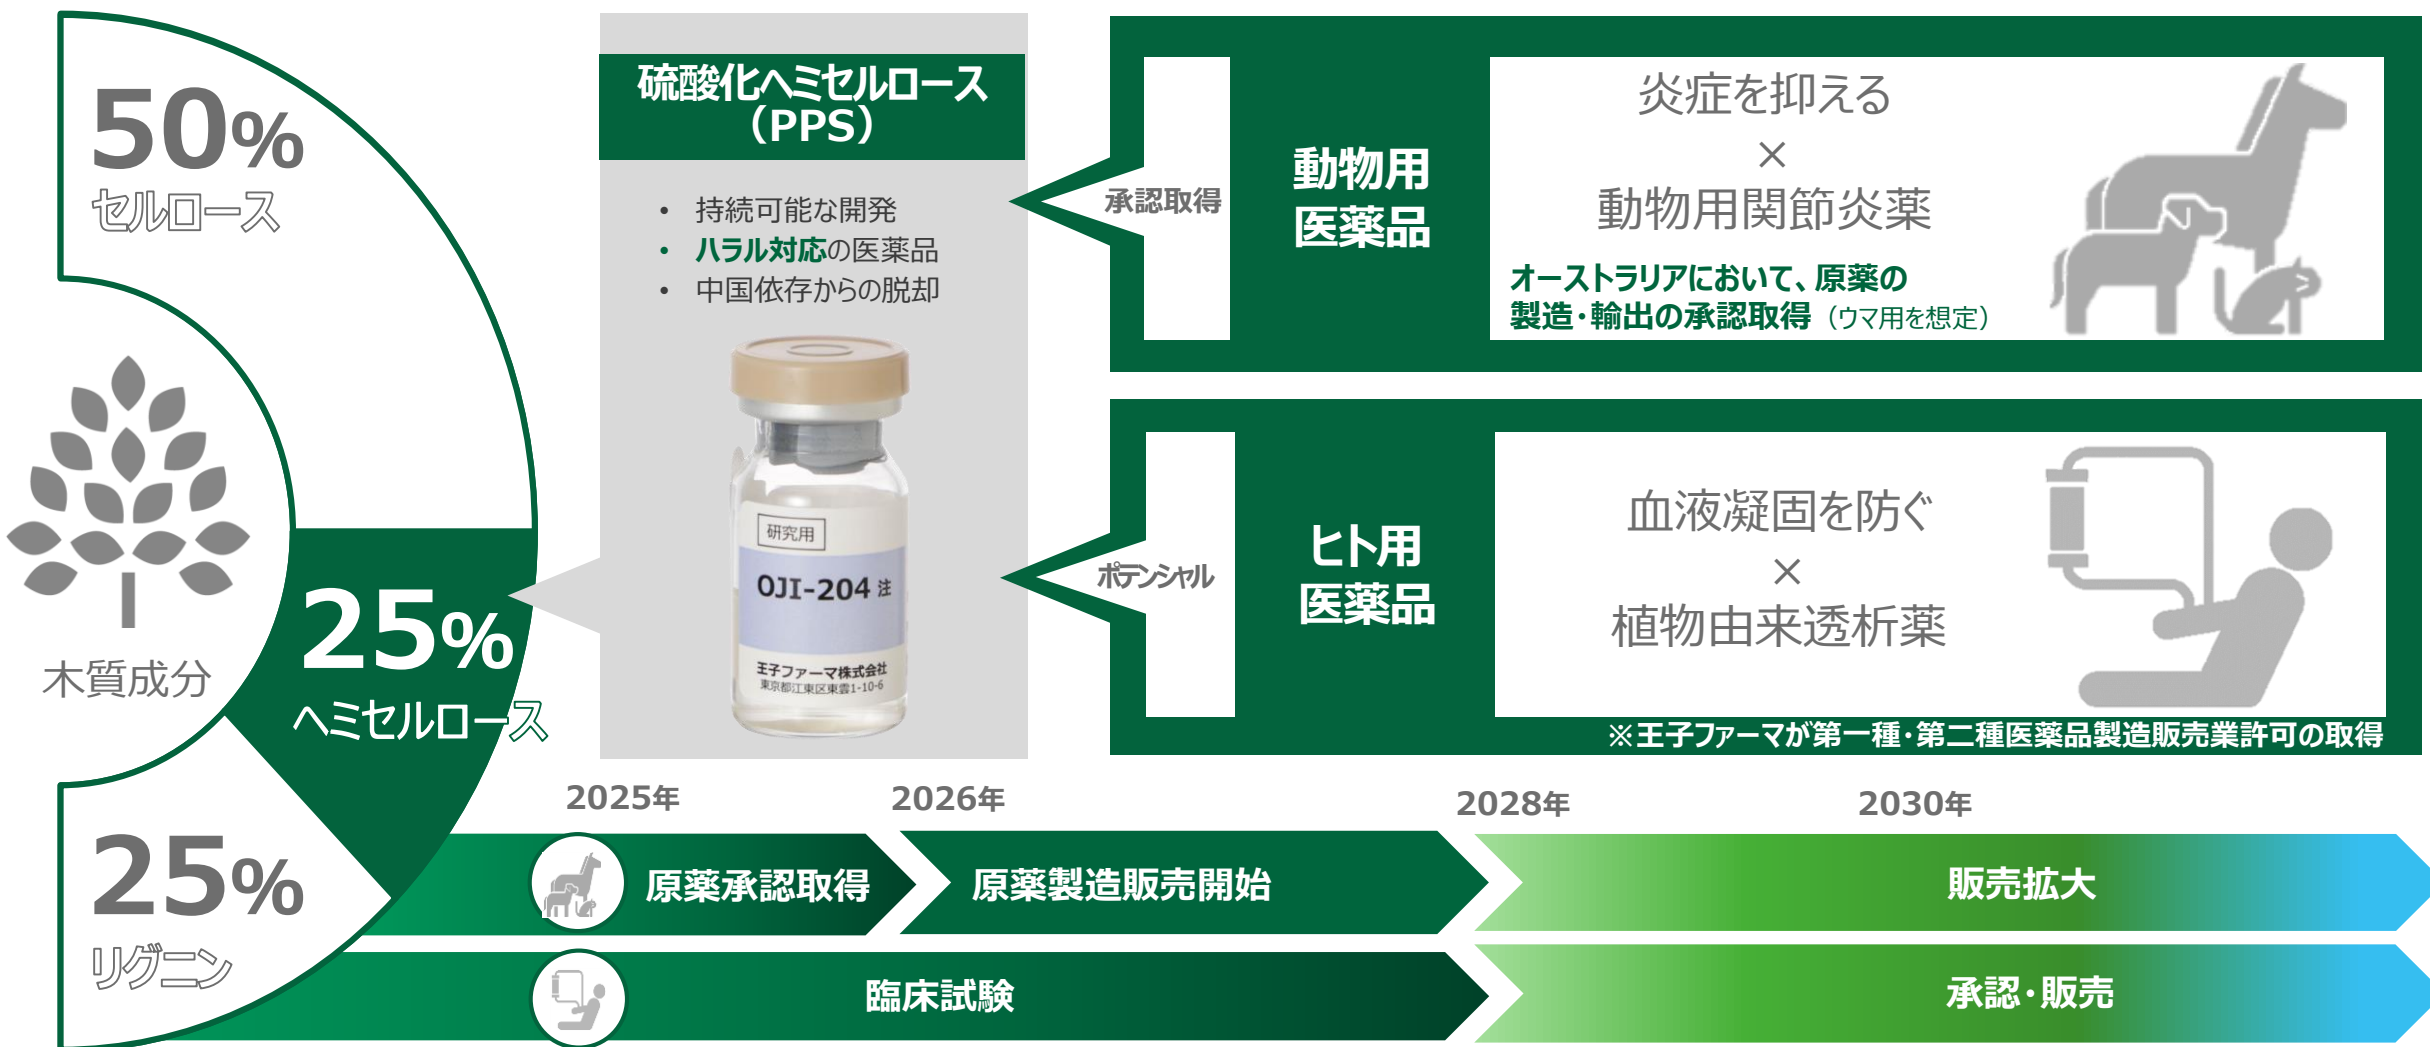 50%
セルロース
木質成分
25%
ヘミセルロース
25%
リグニン
硫酸化ヘミセルロース
（PPS）
• 持続可能な開発
• ハラル対応の医薬品
• 中国依存からの脱却
研究用
OJI-204 注
王子ファーマ株式会社
東京都江東区東雲1-10-6
承認取得
動物用
医薬品
炎症を抑える
×
動物用関節炎薬
オーストラリアにおいて、原薬の
製造・輸出の承認取得（ウマ用を想定）
ポテンシャル
ヒト用
医薬品
血液凝固を防ぐ
×
植物由来透析薬
※王子ファーマが第一種・第二種医薬品製造販売業許可の取得
2025年
2026年
2028年
2030年
原薬承認取得
原薬製造販売開始
販売拡大
臨床試験
承認・販売